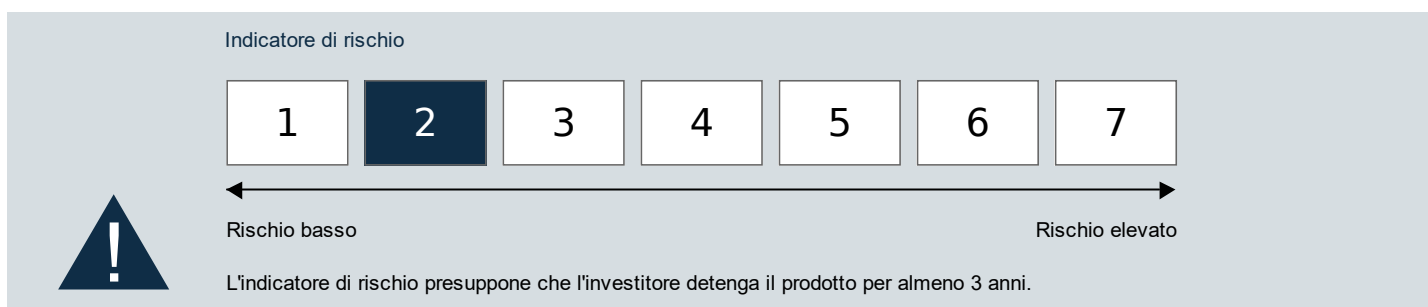 Indicatore di rischio
1 2 3 4 5 6 7
Rischio basso Rischio elevato
!
L'indicatore di rischio presuppone che l'investitore detenga il prodotto per almeno 3 anni.